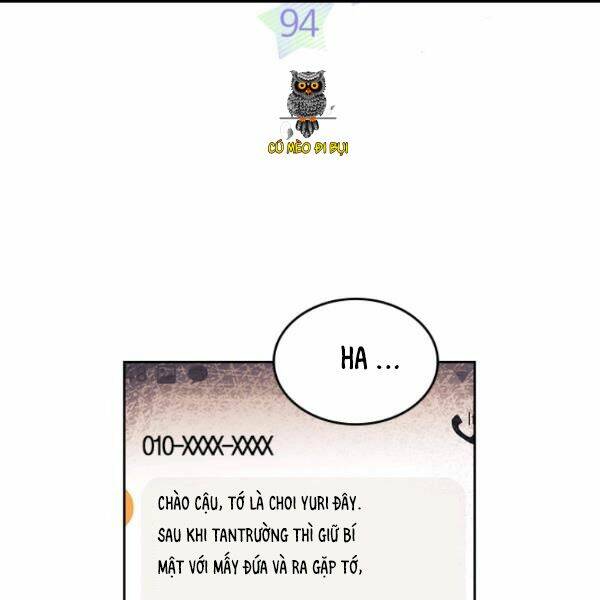 94
CÚ MÈO ĐI BỤI
HA ...
010-XXXX-XXXX
CHÀO CẬU, TỚ LÀ CHOI YURI ĐÂY.
SAU KHI TANTRƯỜNG THÌ GIỮ BÍ
MẬT VỚI MẤY ĐỨA VÀ RA GẶP TỚ,